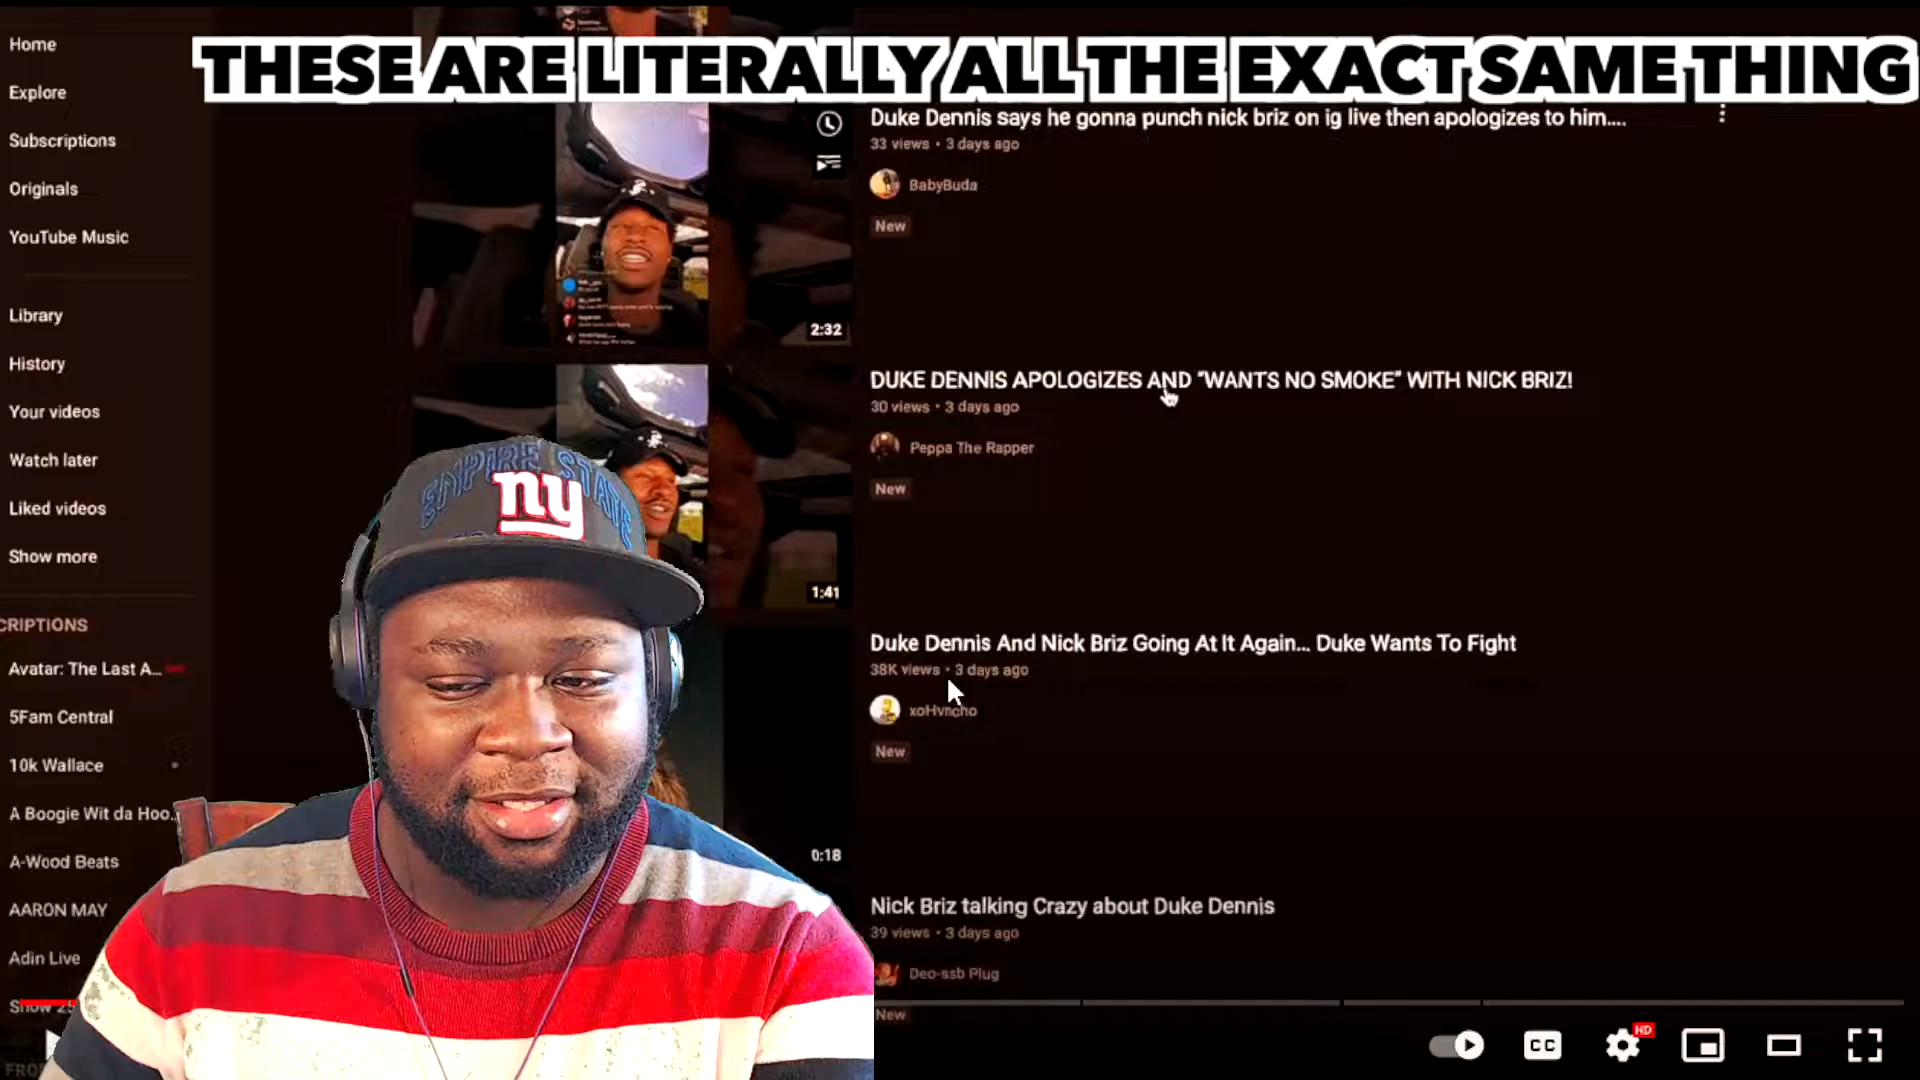 THESE ARE LITERALLY ALL THE EXACT SAME THING
Home
Explore
Subscriptions
Originals
YouTube Music
Library
History
Your videos
Watch later
Liked videos
Show more
CRIPTIONS
Avatar: The Last A...
5Fam Central
10k Wallace
A Boogie Wit da Hoo...
A-Wood Beats
AARON MAY
Adin Live
Duke Dennis says he gonna punch nick briz on ig live then apologizes to him....
33 views • 3 days ago
BabyBuda
New
2:32
DUKE DENNIS APOLOGIZES AND "WANTS NO SMOKE" WITH NICK BRIZ!
30 views • 3 days ago
Peppa The Rapper
New
1:41
Duke Dennis And Nick Briz Going At It Again... Duke Wants To Fight
38K views • 3 days ago
xoHvncho
New
0:18
Nick Briz talking Crazy about Duke Dennis
39 views • 3 days ago
Deo-ssb Plug
New
EMPIRE STATE
ny
CC
HD